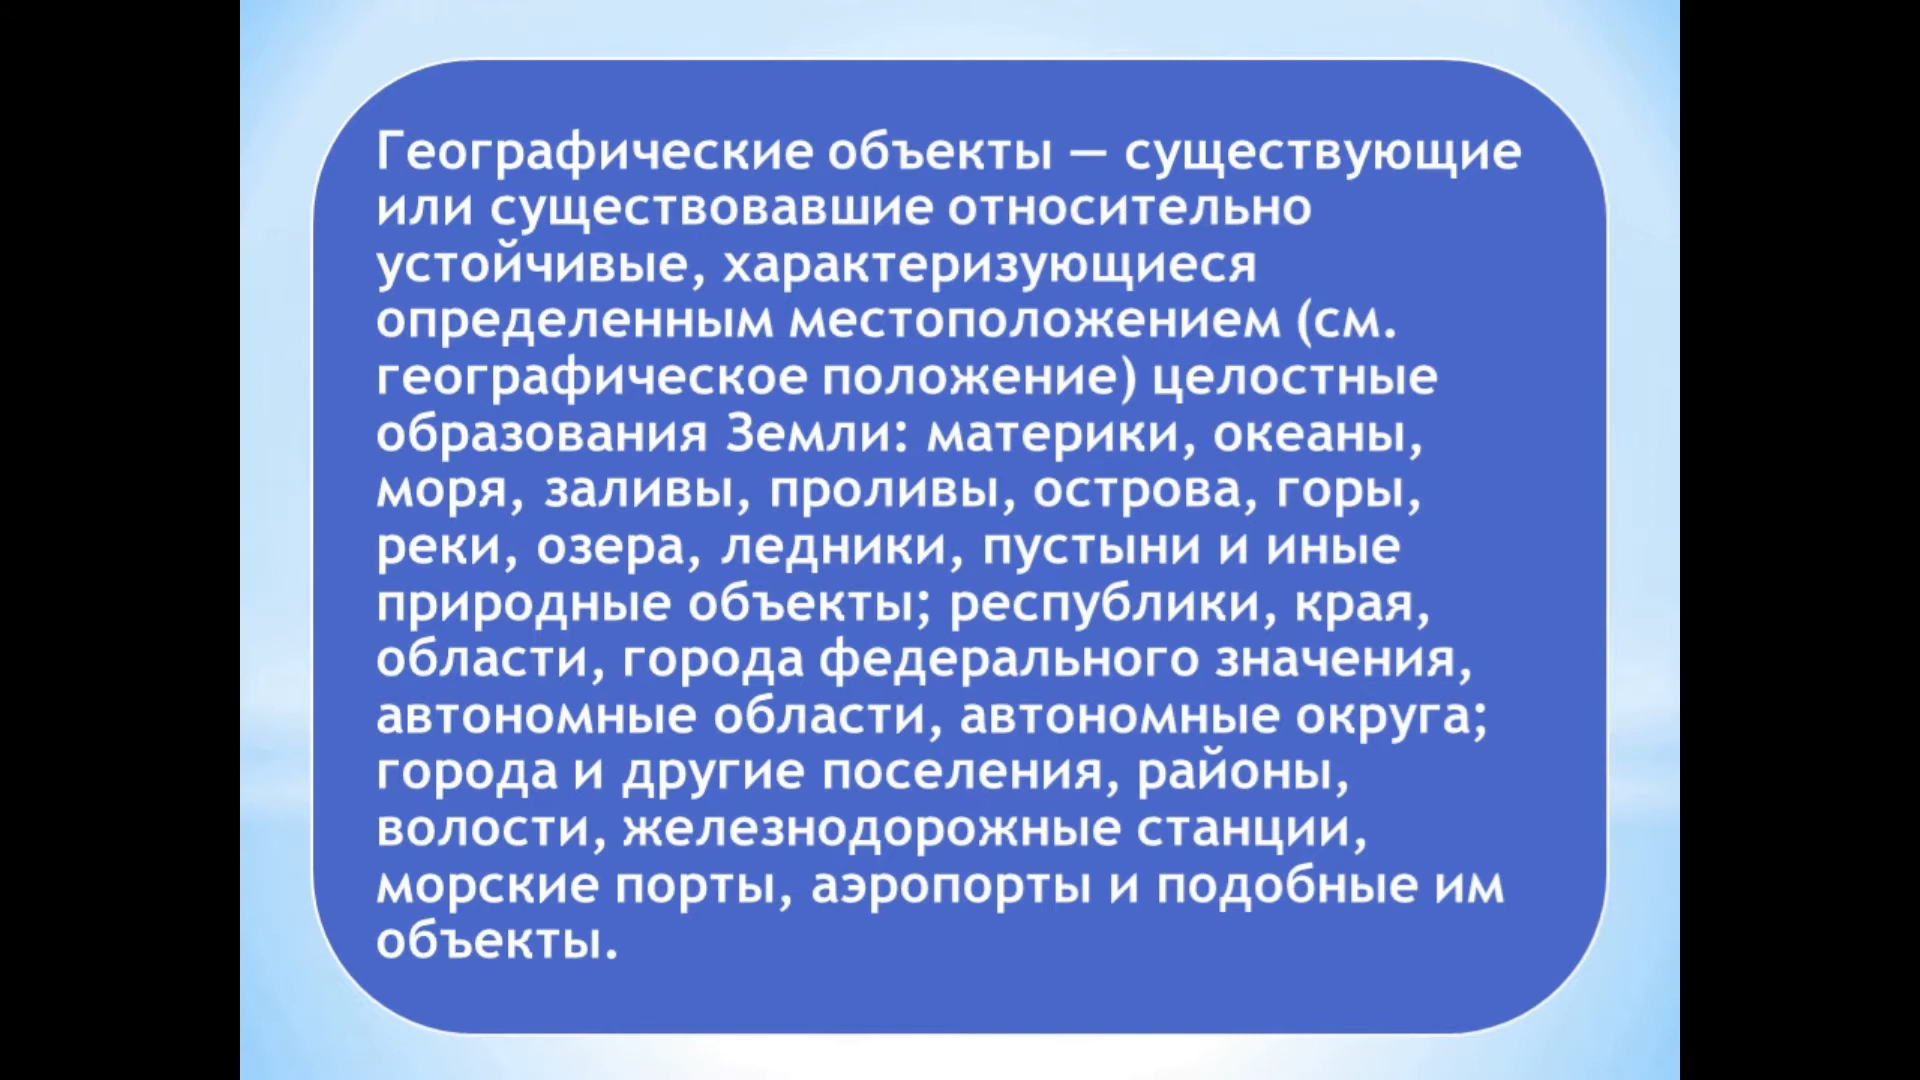 Географические объекты — существующие
или существовавшие относительно
устойчивые, характеризующиеся
определенным местоположением (см.
географическое положение) целостные
образования Земли: материки, океаны,
моря, заливы, проливы, острова, горы,
реки, озера, ледники, пустыни и иные
природные объекты; республики, края,
области, города федерального значения,
автономные области, автономные округа;
города и другие поселения, районы,
волости, железнодорожные станции,
морские порты, аэропорты и подобные им
объекты.